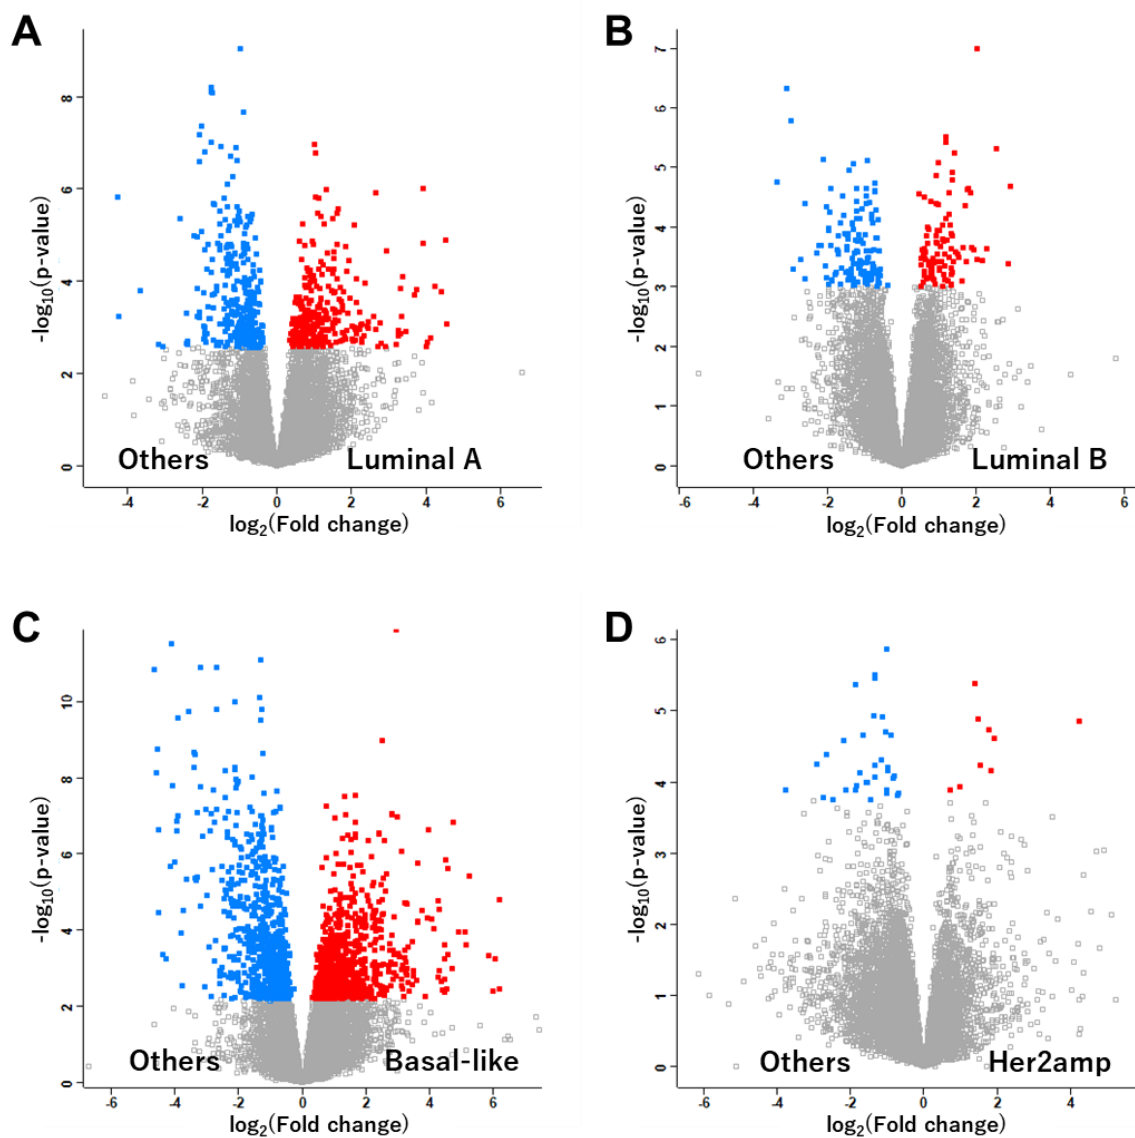 A
-log10(p-value)
8
6
4
2
0
Others
Luminal A
-4
-2
0
2
4
6
log2(Fold change)
B
-log10(p-value)
7
6
5
4
3
2
1
0
Others
Luminal B
-6
-4
-2
0
2
4
6
log2(Fold change)
C
-log10(p-value)
10
8
6
4
2
0
Others
Basal-like
-6
-4
-2
0
2
4
6
log2(Fold change)
D
-log10(p-value)
6
5
4
3
2
1
0
Others
Her2amp
-6
-4
-2
0
2
4
log2(Fold change)